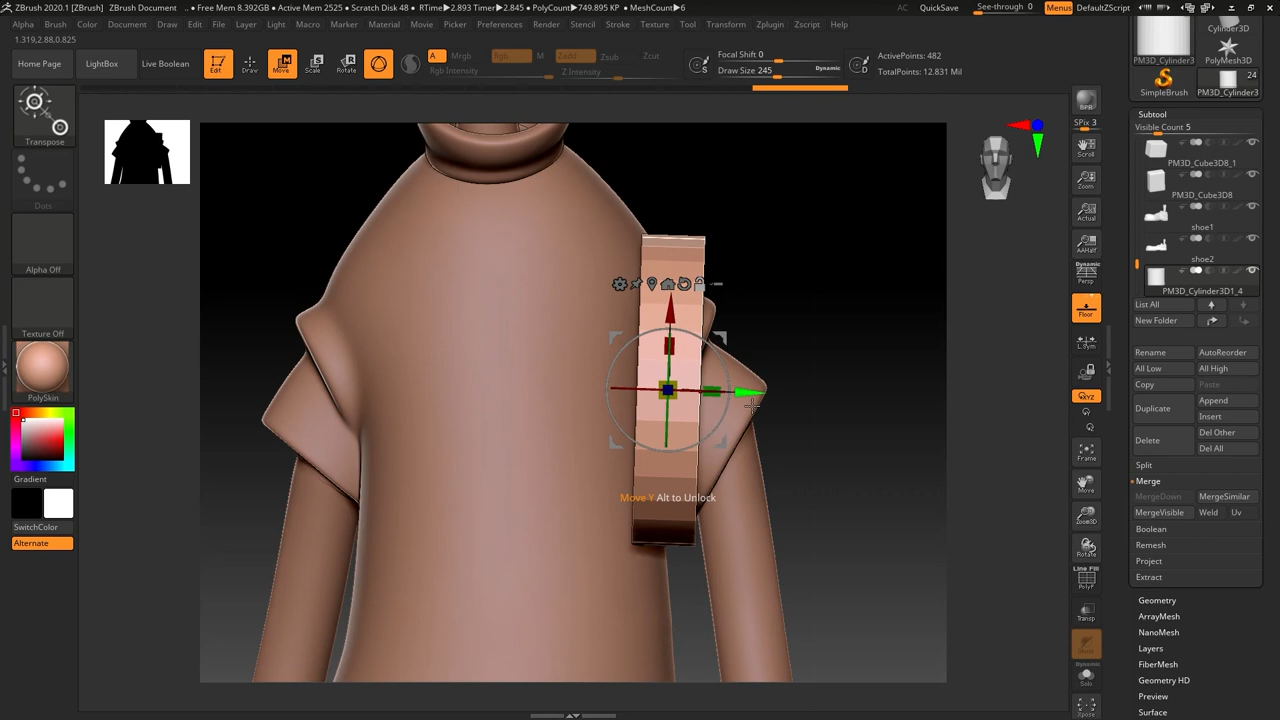 ZBrush 2020.1 [ZBrush] ZBrush Document .. • Free Mem 8.392GB • Active Mem 2525 • Scratch Disk 48 • RTime▶2.893 Timer▶2.845 • PolyCount▶749.895 KP • MeshCount▶6
AC QuickSave See-through 0 Menus DefaultZScript
Alpha Brush Color Document Draw Edit File Layer Light Macro Marker Material Movie Picker Preferences Render Stencil Stroke Texture Tool Transform Zplugin Zscript Help
1.319,2.88,0.825
Home Page LightBox Live Boolean Edit Draw Move Scale Rotate
A Mrgb Rgb M Zadd Zsub Zcut
Rgb Intensity Z Intensity
Focal Shift 0
Draw Size 245 Dynamic
S D
ActivePoints: 482
TotalPoints: 12.831 Mil
Transpose
Dots
Alpha Off
Texture Off
PolySkin
Gradient
SwitchColor
Alternate
Move Y Alt to Unlock
BPR
SPix 3
Scroll
Zoom
Actual
AAHalf
Dynamic
Persp
Floor
L.Sym
XYZ
Frame
Move
Zoom3D
Rotate
Line Fill
PolyF
Transp
Ghost
Dynamic
Solo
Xpose
Cylinder3D
PM3D_Cylinder3 PolyMesh3D
24
SimpleBrush PM3D_Cylinder3
Subtool
Visible Count 5
PM3D_Cube3D8_1
PM3D_Cube3D8
shoe1
shoe2
PM3D_Cylinder3D1_4
List All
New Folder
Rename AutoReorder
All Low All High
Copy Paste
Duplicate Append
Insert
Delete Del Other
Del All
Split
Merge
MergeDown MergeSimilar
MergeVisible Weld Uv
Boolean
Remesh
Project
Extract
Geometry
ArrayMesh
NanoMesh
Layers
FiberMesh
Geometry HD
Preview
Surface